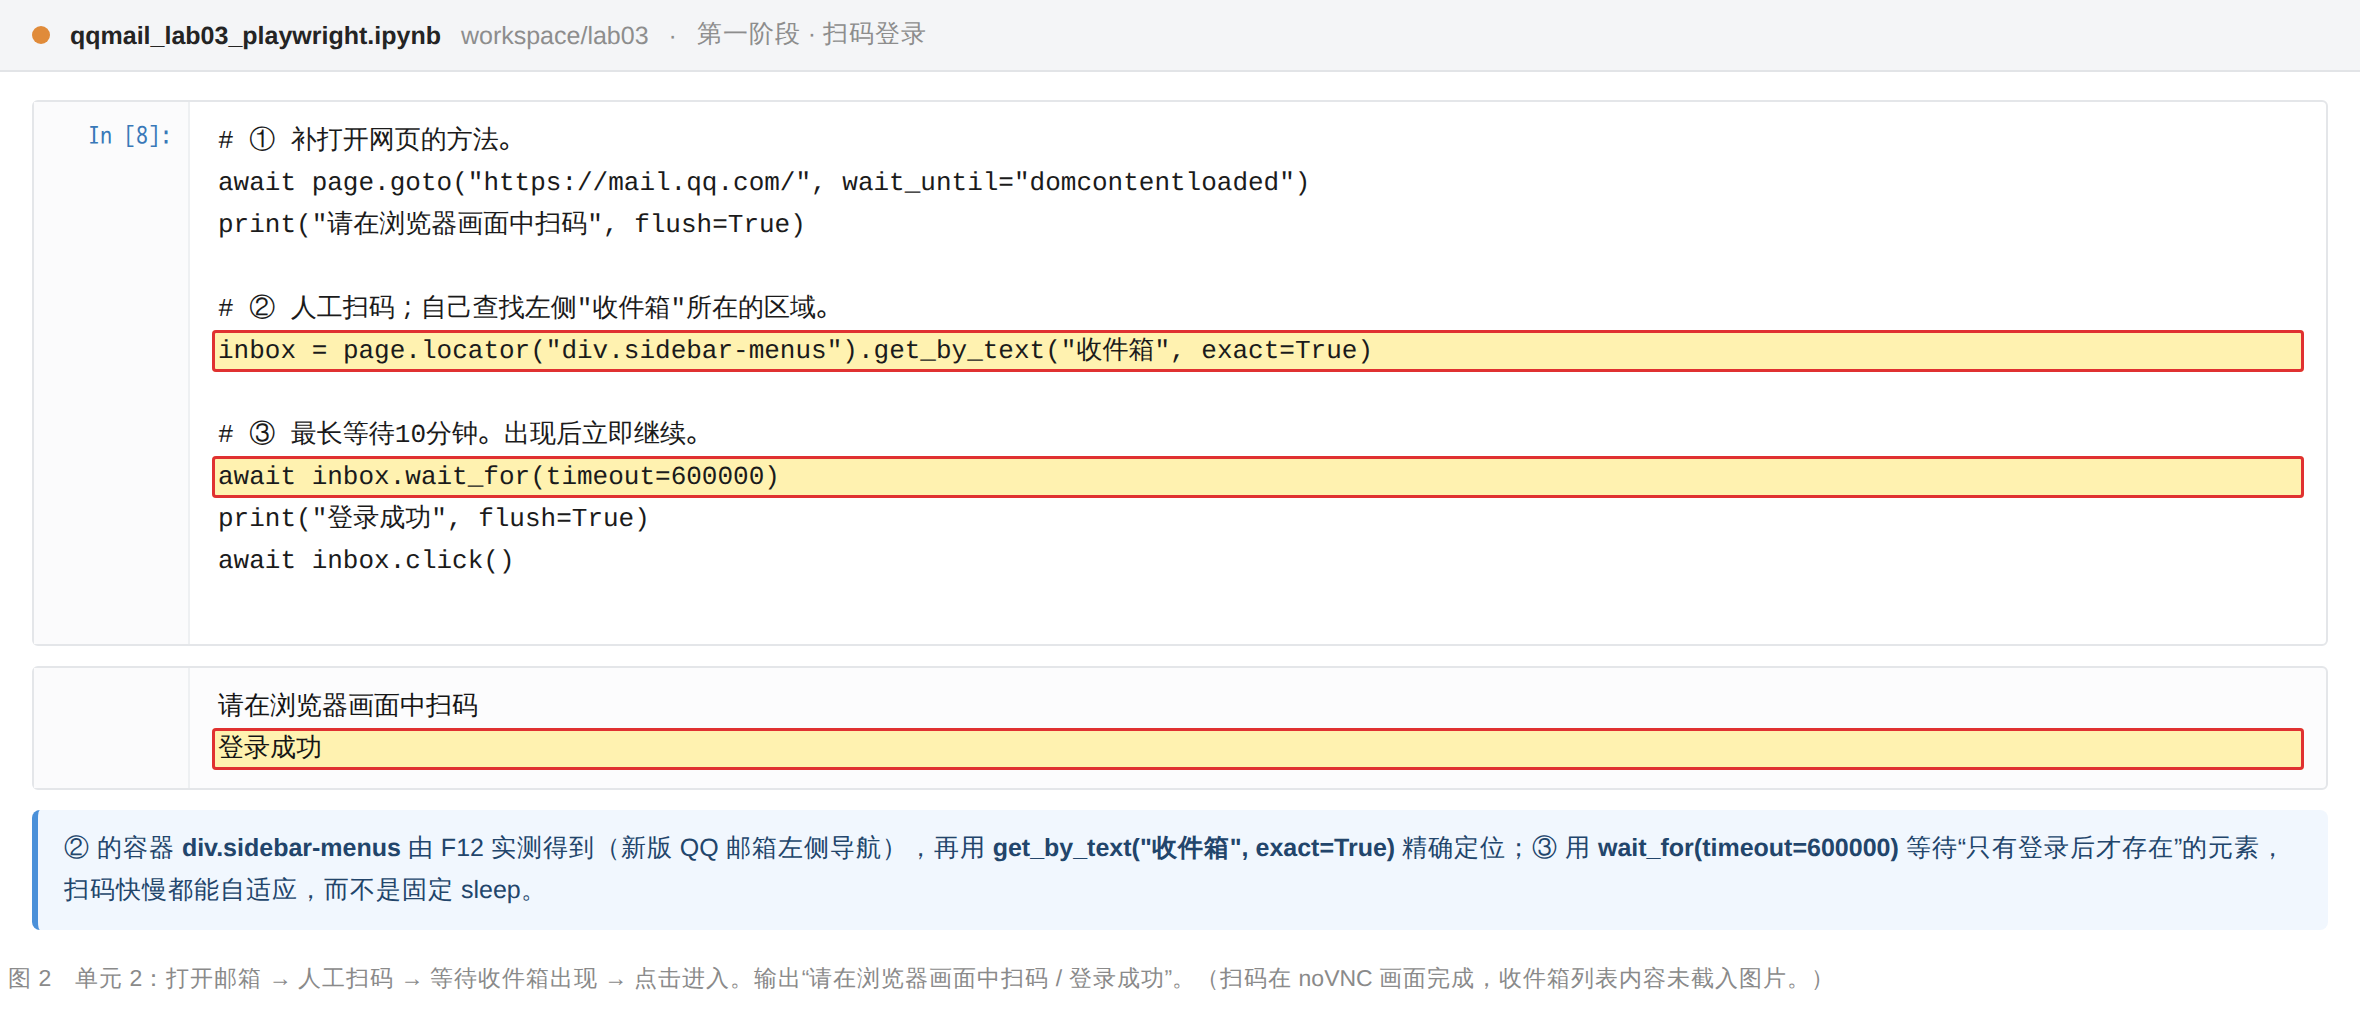 qqmail_lab03_playwright.ipynb workspace/lab03 · 第一阶段 · 扫码登录
In [8]:
# ① 补打开网页的方法。
await page.goto("https://mail.qq.com/", wait_until="domcontentloaded")
print("请在浏览器画面中扫码", flush=True)
# ② 人工扫码；自己查找左侧"收件箱"所在的区域。
inbox = page.locator("div.sidebar-menus").get_by_text("收件箱", exact=True)
# ③ 最长等待10分钟。出现后立即继续。
await inbox.wait_for(timeout=600000)
print("登录成功", flush=True)
await inbox.click()
请在浏览器画面中扫码
登录成功
② 的容器 div.sidebar-menus 由 F12 实测得到（新版 QQ 邮箱左侧导航），再用 get_by_text("收件箱", exact=True) 精确定位；③ 用 wait_for(timeout=600000) 等待“只有登录后才存在”的元素，
扫码快慢都能自适应，而不是固定 sleep。
图 2　单元 2：打开邮箱 → 人工扫码 → 等待收件箱出现 → 点击进入。输出“请在浏览器画面中扫码 / 登录成功”。（扫码在 noVNC 画面完成，收件箱列表内容未截入图片。）